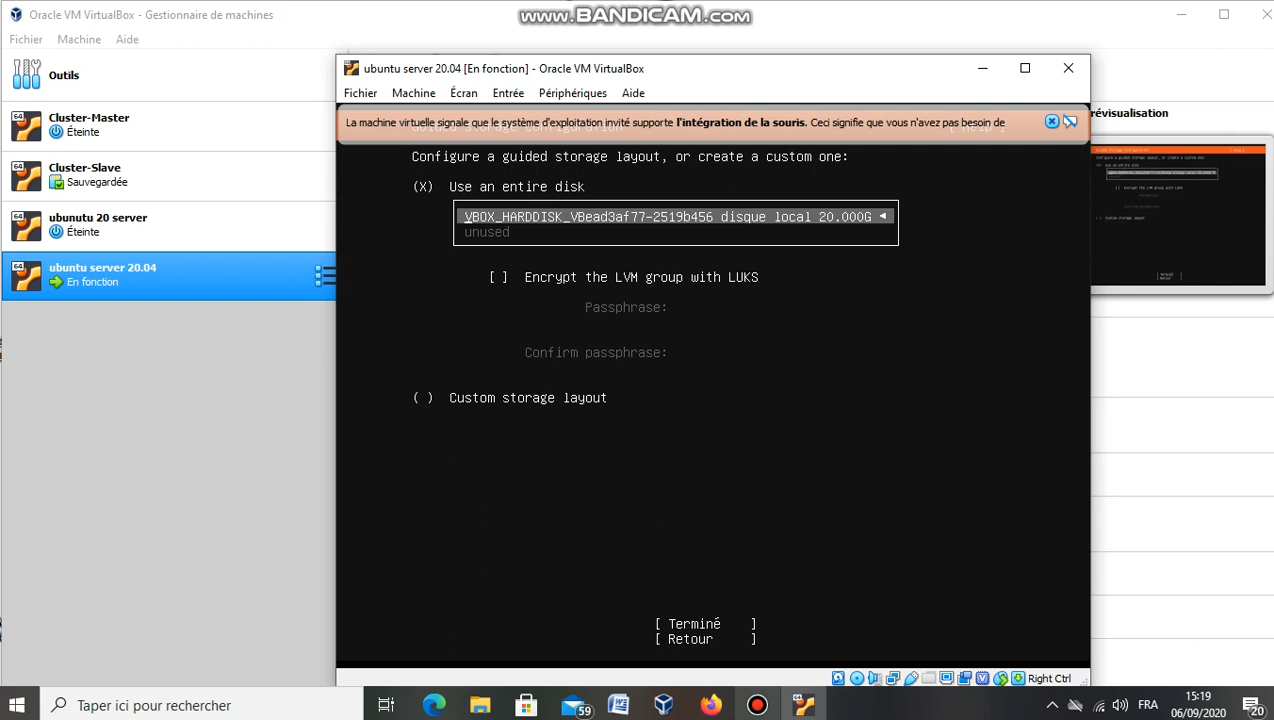 Oracle VM VirtualBox - Gestionnaire de machines
www.BANDICAM.com
Fichier Machine Aide
Outils
Cluster-Master
Éteinte
Cluster-Slave
Sauvegardée
ubunutu 20 server
Éteinte
ubuntu server 20.04
En fonction
ubuntu server 20.04 [En fonction] - Oracle VM VirtualBox
Fichier Machine Écran Entrée Périphériques Aide
La machine virtuelle signale que le système d'exploitation invité supporte l'intégration de la souris. Ceci signifie que vous n'avez pas besoin de
Guided storage configuration [ Help ]
Configure a guided storage layout, or create a custom one:
(X) Use an entire disk
VBOX_HARDDISK_VBead3af77-2519b456 disque local 20.000G ◄
unused
[ ] Encrypt the LVM group with LUKS
Passphrase:
Confirm passphrase:
( ) Custom storage layout
[ Terminé ]
[ Retour ]
Right Ctrl
révisualisation
Taper ici pour rechercher
59
FRA
15:19
06/09/2020
20